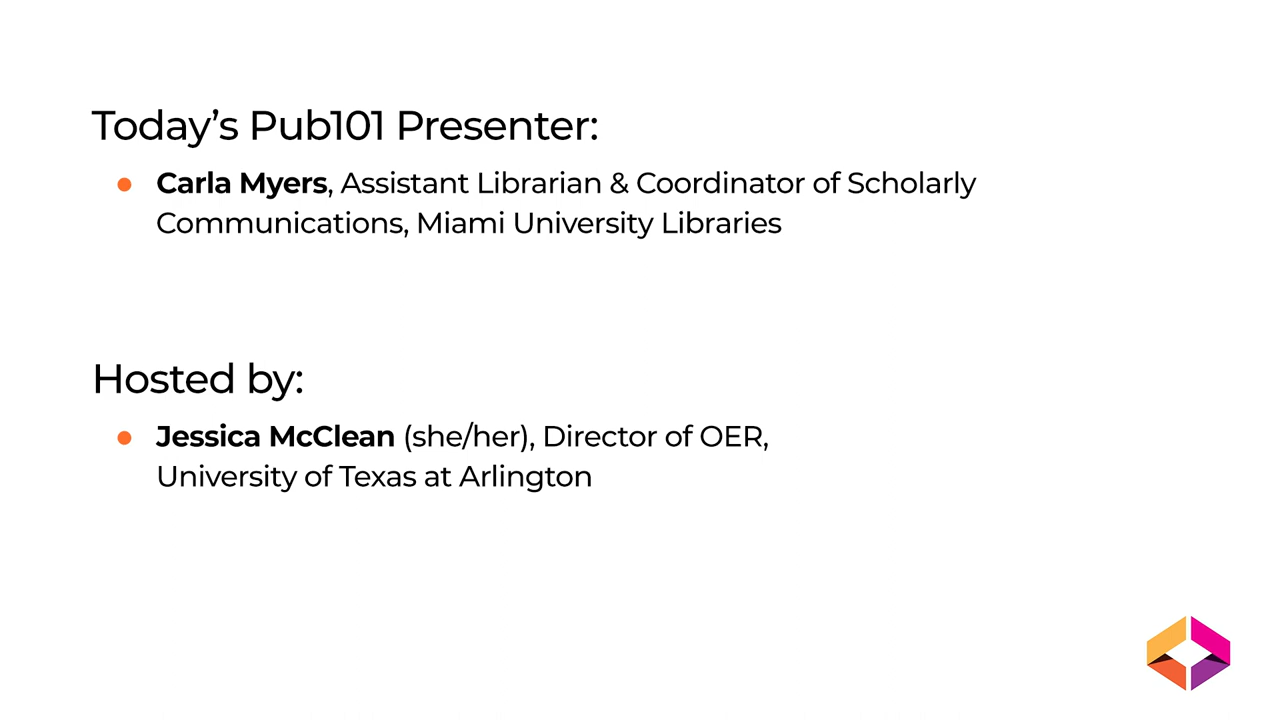 Today’s Pub101 Presenter:
● Carla Myers, Assistant Librarian & Coordinator of Scholarly
Communications, Miami University Libraries
Hosted by:
● Jessica McClean (she/her), Director of OER,
University of Texas at Arlington